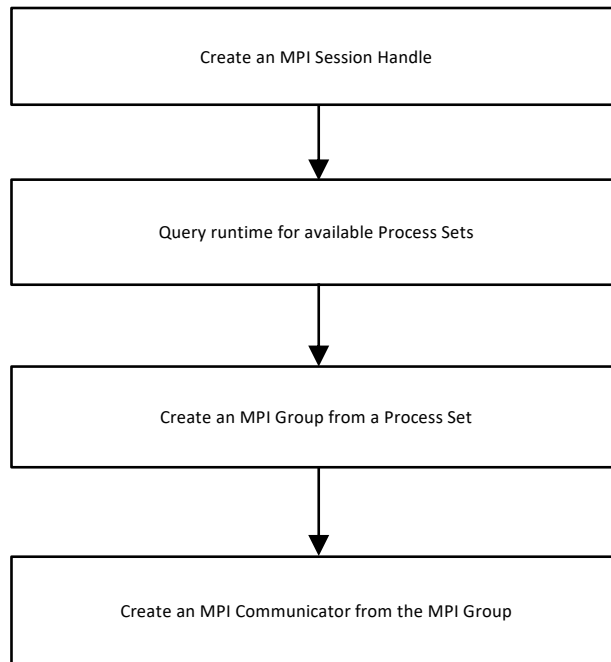 Create an MPI Session Handle
Query runtime for available Process Sets
Create an MPI Group from a Process Set
Create an MPI Communicator from the MPI Group